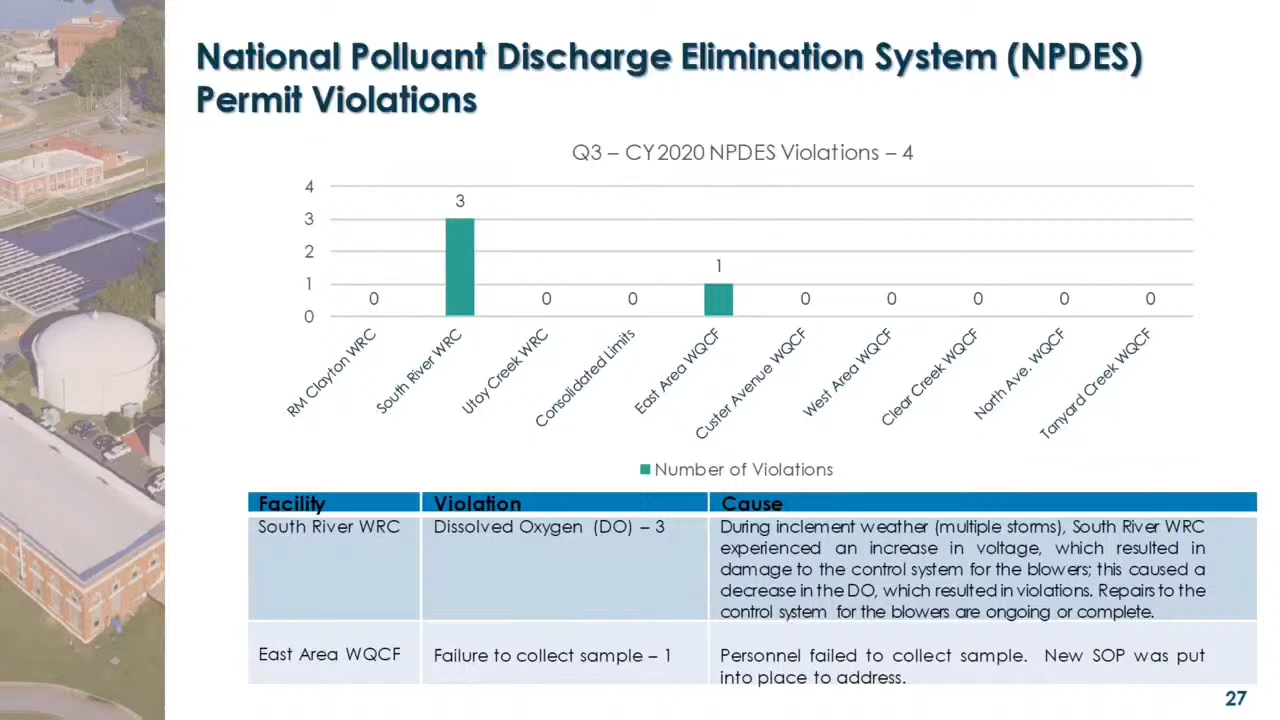 National Polluant Discharge Elimination System (NPDES)
Permit Violations
Q3 – CY2020 NPDES Violations – 4
4
3
2
1
0
0
3
0
0
1
0
0
0
0
0
RM Clayton WRC
South River WRC
Utoy Creek WRC
Consolidated Limits
East Area WQCF
Custer Avenue WQCF
West Area WQCF
Clear Creek WQCF
North Ave. WQCF
Tanyard Creek WQCF
Number of Violations
Facility Violation Cause
South River WRC Dissolved Oxygen (DO) – 3 During inclement weather (multiple storms), South River WRC
experienced an increase in voltage, which resulted in
damage to the control system for the blowers; this caused a
decrease in the DO, which resulted in violations. Repairs to the
control system for the blowers are ongoing or complete.
East Area WQCF Failure to collect sample – 1 Personnel failed to collect sample. New SOP was put
into place to address.
27